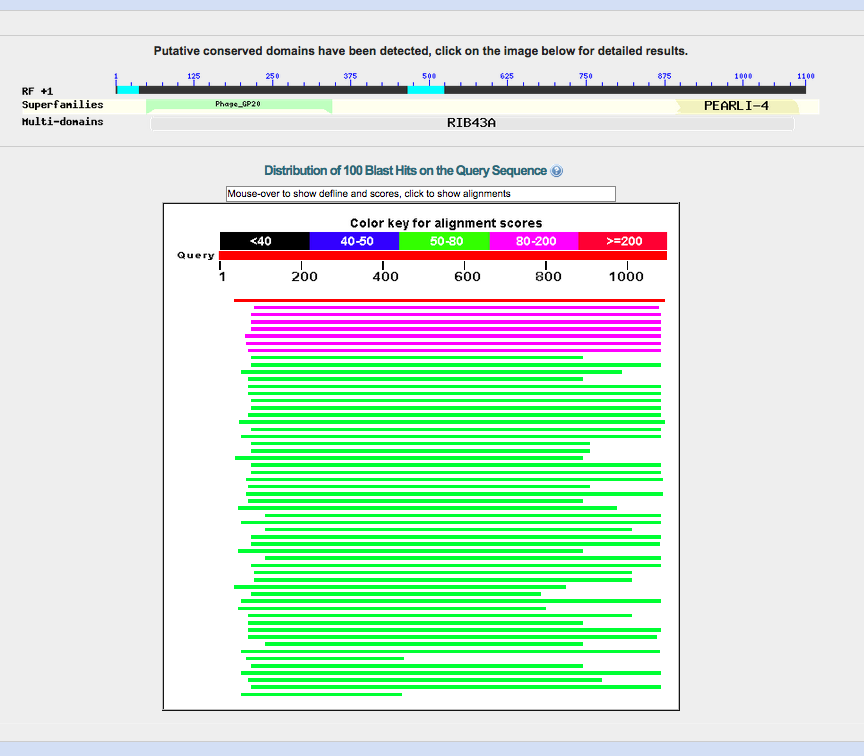 Putative conserved domains have been detected, click on the image below for detailed results.
1 125 250 375 500 625 750 875 1000 1100
RF +1
Superfamilies Phage_GP20 PEARLI-4
Multi-domains RIB43A
Distribution of 100 Blast Hits on the Query Sequence ?
Mouse-over to show defline and scores, click to show alignments
Color key for alignment scores
<40 40-50 50-80 80-200 >=200
Query
1 200 400 600 800 1000